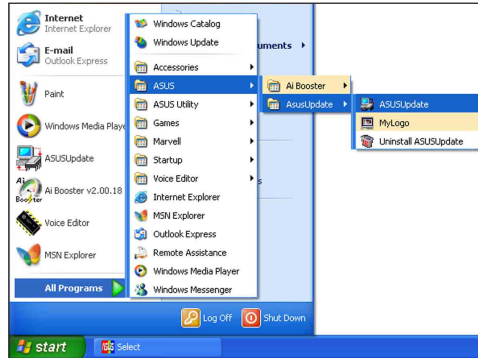 Internet
Internet Explorer
E-mail
Outlook Express
Paint
Windows Media Playe
ASUSUpdate
Ai Booster v2.00.18
Voice Editor
MSN Explorer
All Programs
Windows Catalog
Windows Update
Accessories
ASUS
ASUS Utility
Games
Marvell
Startup
Voice Editor
Internet Explorer
MSN Explorer
Outlook Express
Remote Assistance
Windows Media Player
Windows Messenger
uments
s
Ai Booster
AsusUpdate
ASUSUpdate
MyLogo
Uninstall ASUSUpdate
Log Off
Shut Down
start
Select